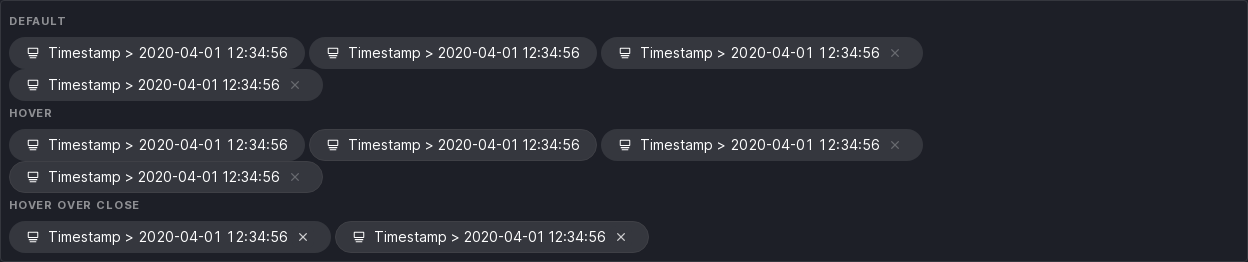 DEFAULT
Timestamp > 2020-04-01 12:34:56 Timestamp > 2020-04-01 12:34:56 Timestamp > 2020-04-01 12:34:56 ×
Timestamp > 2020-04-01 12:34:56 ×
HOVER
Timestamp > 2020-04-01 12:34:56 Timestamp > 2020-04-01 12:34:56 Timestamp > 2020-04-01 12:34:56 ×
Timestamp > 2020-04-01 12:34:56 ×
HOVER OVER CLOSE
Timestamp > 2020-04-01 12:34:56 × Timestamp > 2020-04-01 12:34:56 ×